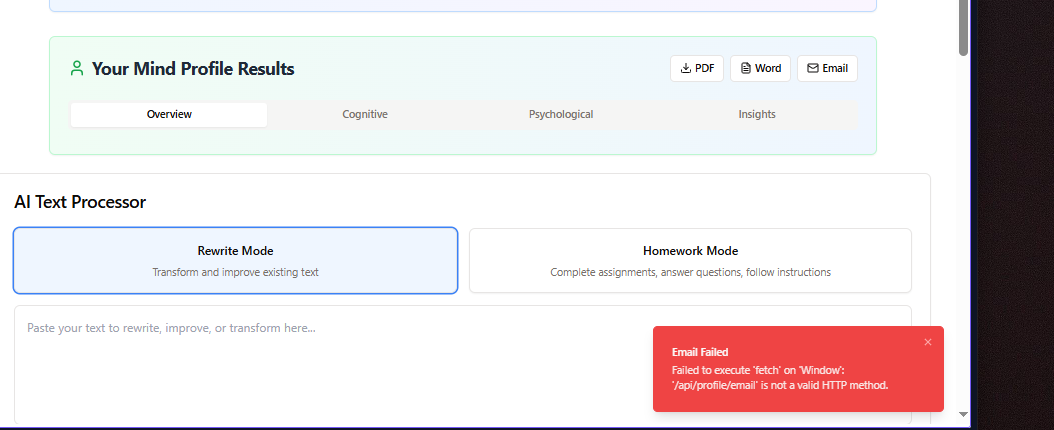 Your Mind Profile Results
PDF
Word
Email
Overview
Cognitive
Psychological
Insights
AI Text Processor
Rewrite Mode
Transform and improve existing text
Homework Mode
Complete assignments, answer questions, follow instructions
Paste your text to rewrite, improve, or transform here...
Email Failed
Failed to execute 'fetch' on 'Window':
'/api/profile/email' is not a valid HTTP method.